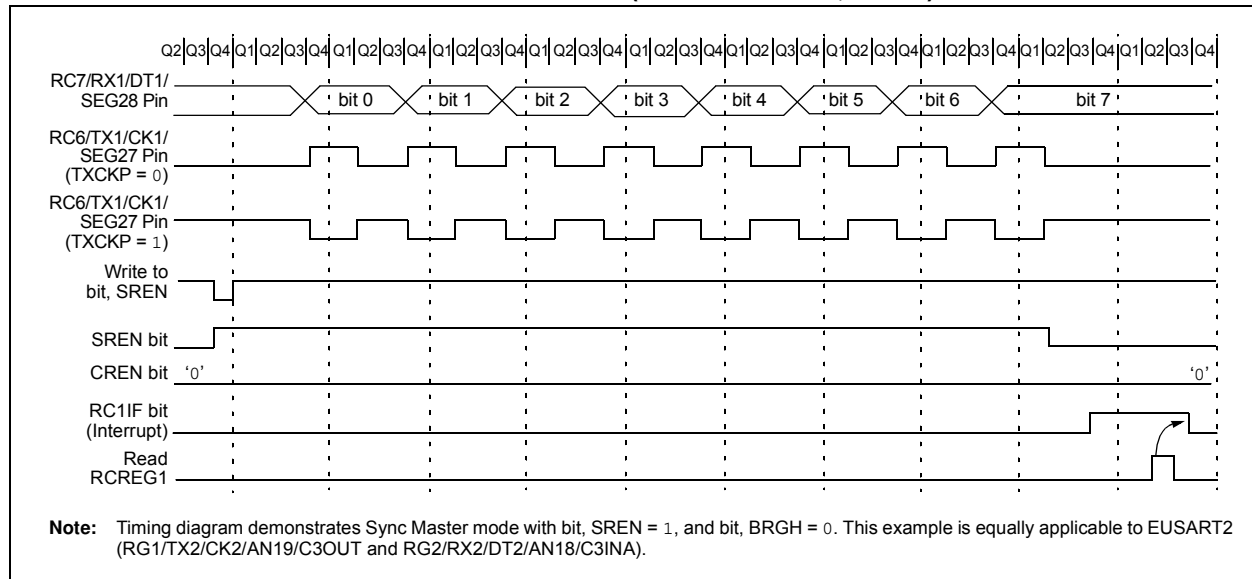 Q2 Q3 Q4 Q1 Q2 Q3 Q4 Q1 Q2 Q3 Q4 Q1 Q2 Q3 Q4 Q1 Q2 Q3 Q4 Q1 Q2 Q3 Q4 Q1 Q2 Q3 Q4 Q1 Q2 Q3 Q4 Q1 Q2 Q3 Q4 Q1 Q2 Q3 Q4 Q1 Q2 Q3 Q4
RC7/RX1/DT1/
SEG28 Pin
bit 0 bit 1 bit 2 bit 3 bit 4 bit 5 bit 6 bit 7
RC6/TX1/CK1/
SEG27 Pin
(TXCKP = 0)
RC6/TX1/CK1/
SEG27 Pin
(TXCKP = 1)
Write to
bit, SREN
SREN bit
CREN bit ‘0’ ‘0’
RC1IF bit
(Interrupt)
Read
RCREG1
Note: Timing diagram demonstrates Sync Master mode with bit, SREN = 1, and bit, BRGH = 0. This example is equally applicable to EUSART2
(RG1/TX2/CK2/AN19/C3OUT and RG2/RX2/DT2/AN18/C3INA).